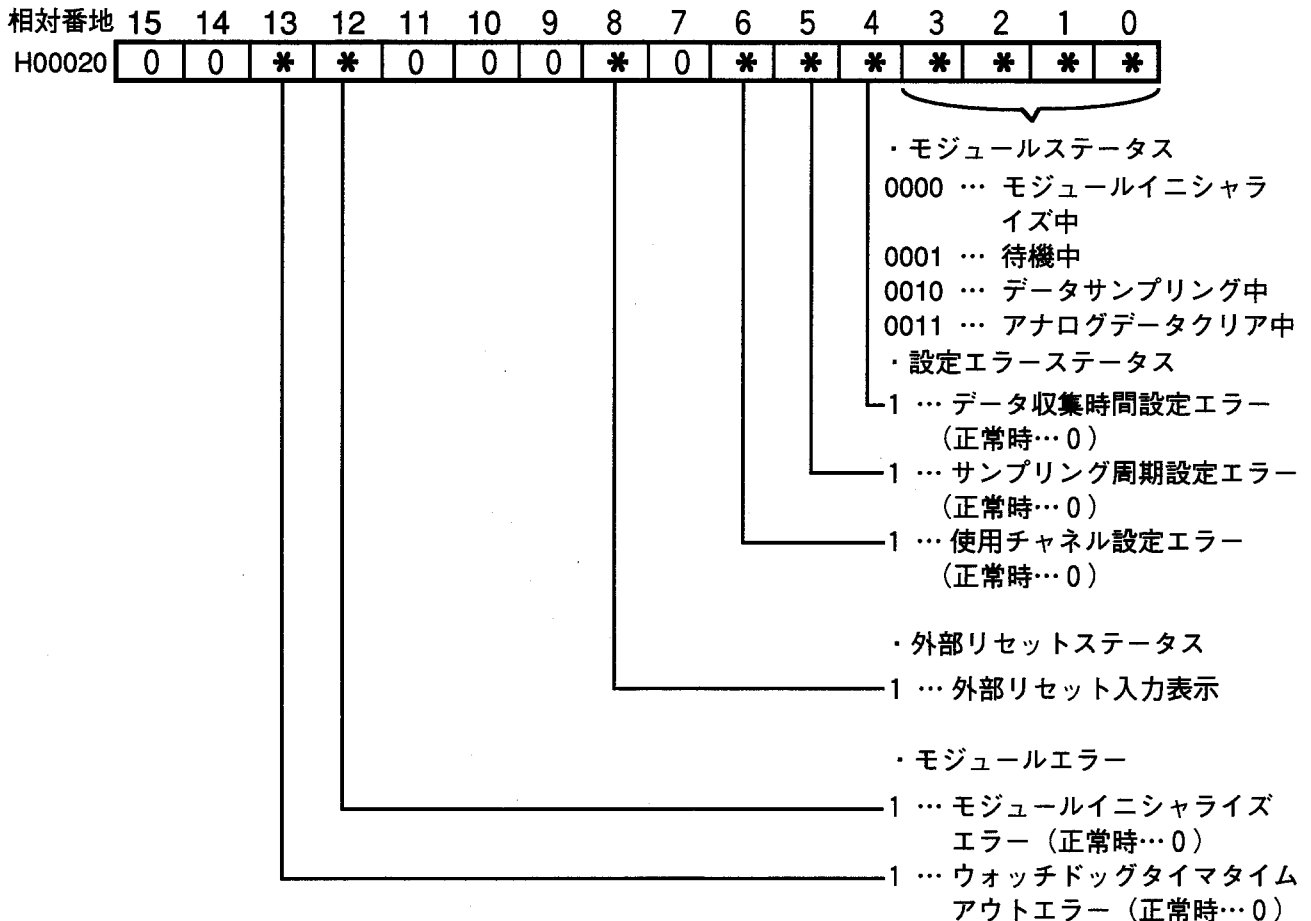 相対番地 15 14 13 12 11 10 9 8 7 6 5 4 3 2 1 0
H00020 0 0 * * 0 0 0 * 0 * * * * * * *
・モジュールステータス
0000 … モジュールイニシャラ
イズ中
0001 … 待機中
0010 … データサンプリング中
0011 … アナログデータクリア中
・設定エラーステータス
1 … データ収集時間設定エラー
（正常時…0）
1 … サンプリング周期設定エラー
（正常時…0）
1 … 使用チャネル設定エラー
（正常時…0）
・外部リセットステータス
1 … 外部リセット入力表示
・モジュールエラー
1 … モジュールイニシャライズ
エラー（正常時…0）
1 … ウォッチドッグタイマタイム
アウトエラー（正常時…0）